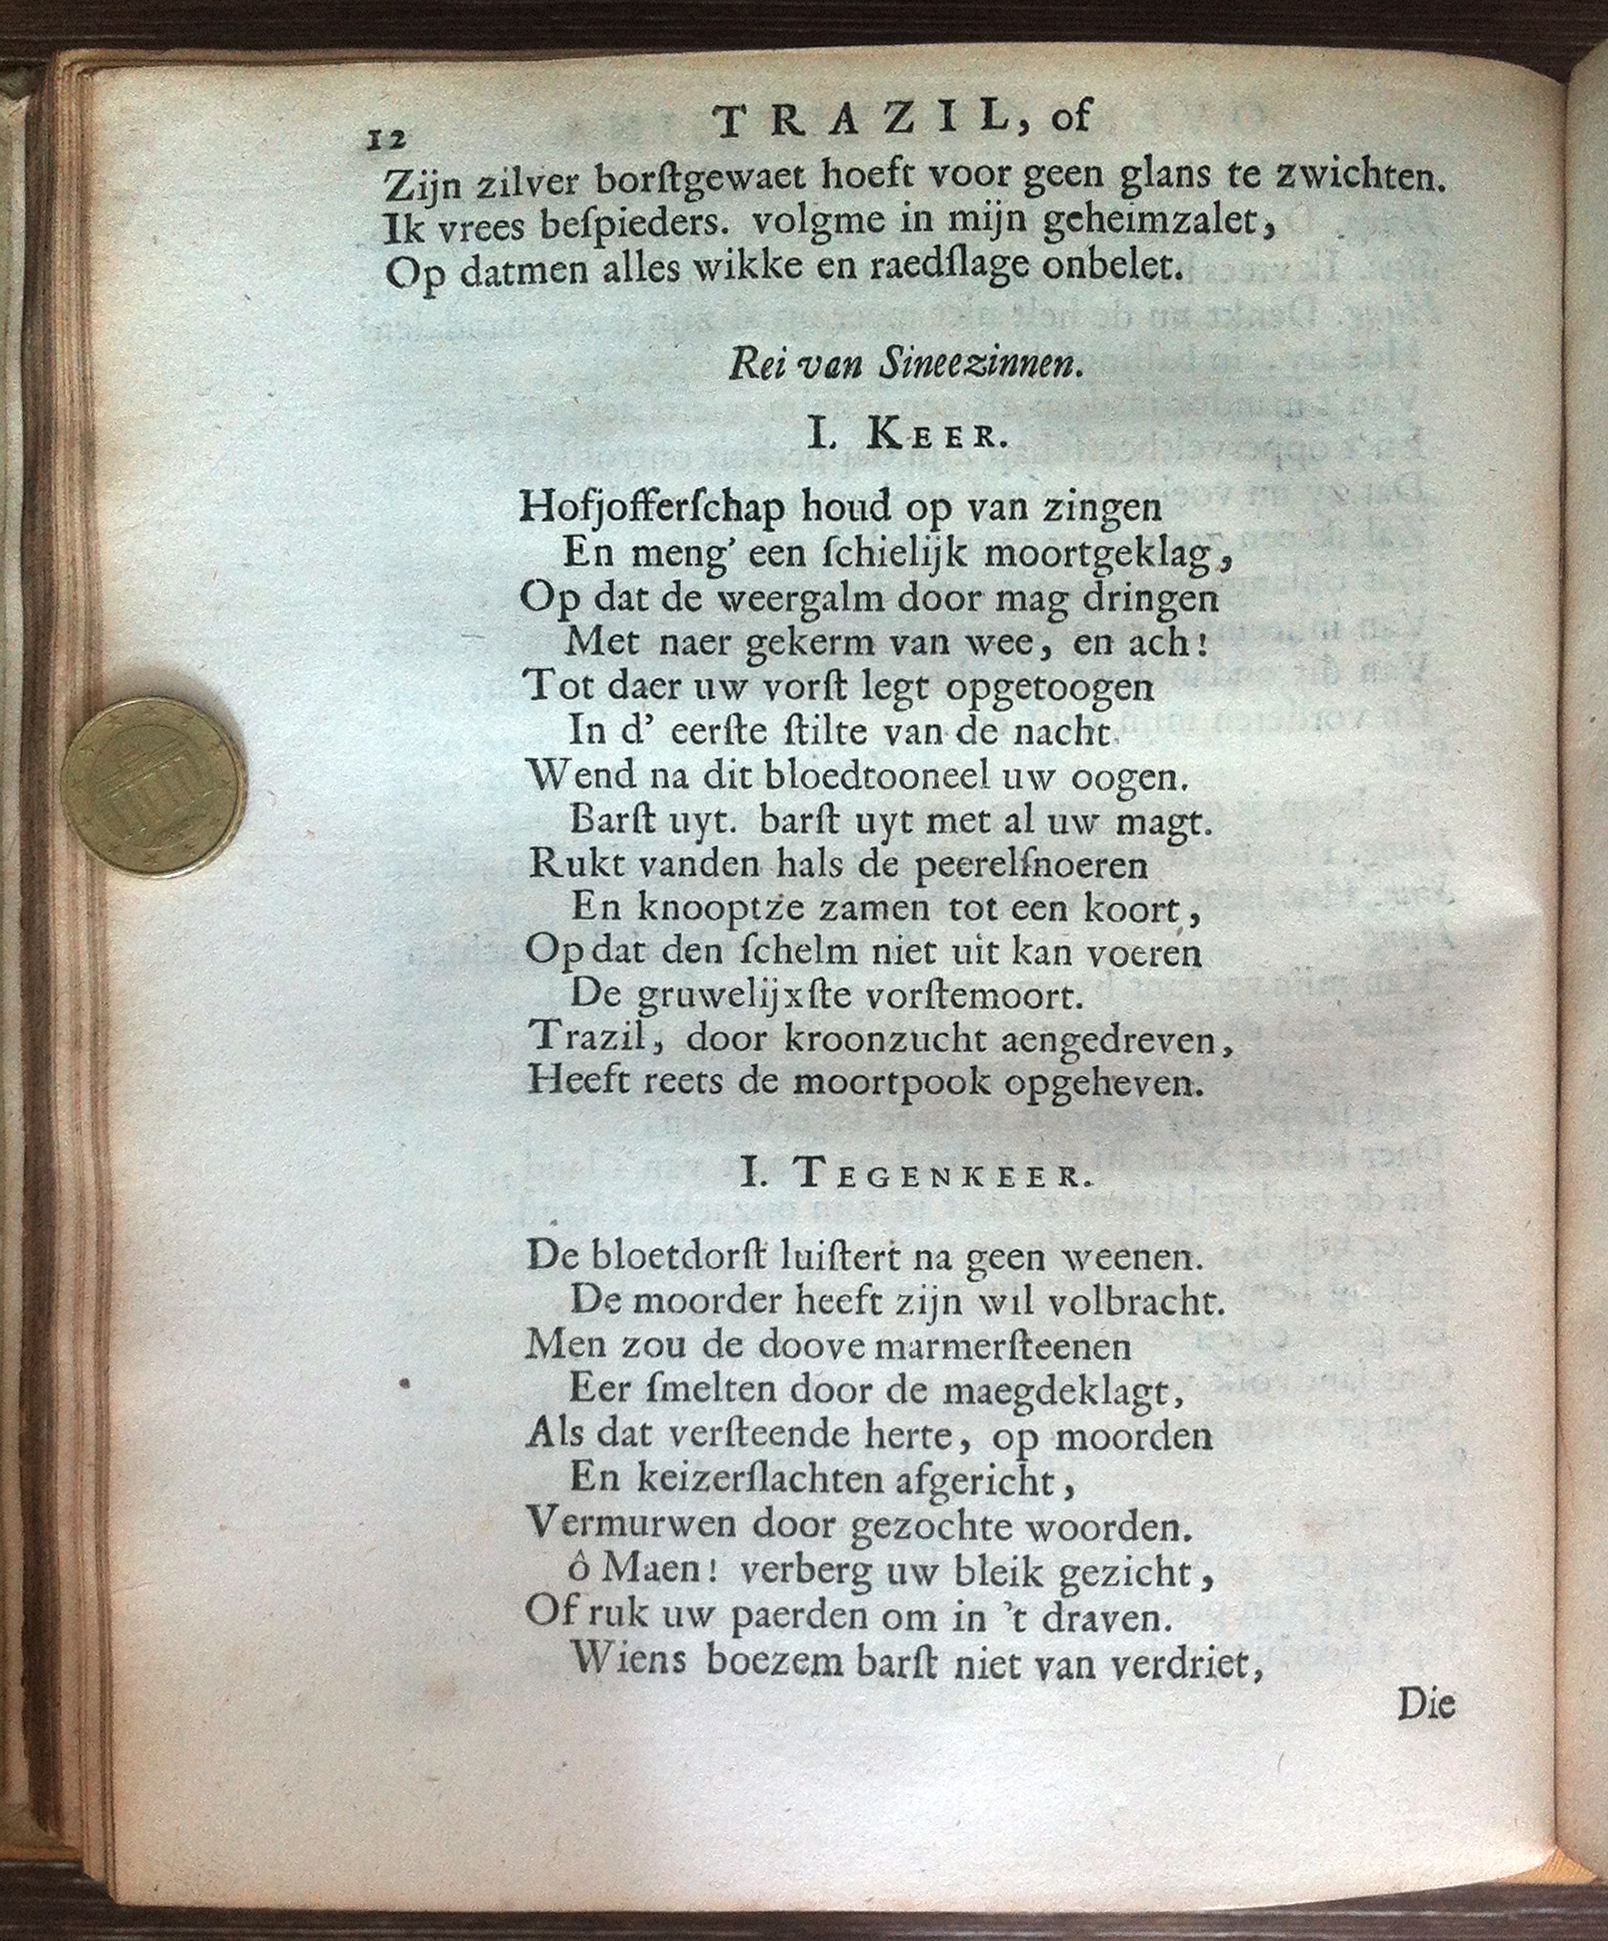 12
TRAZIL, of
Zijn zilver borſtgewaet hoeft voor geen glans te zwichten.
Ik vrees beſpieders. volgme in mijn geheimzalet,
Op datmen alles wikke en raedſlage onbelet.
Rei van Sineezinnen.
I. KEER.
Hofjofferſchap houd op van zingen
En meng' een ſchielijk moortgeklag,
Op dat de weergalm door mag dringen
Met naer gekerm van wee, en ach!
Tot daer uw vorſt legt opgetoogen
In d' eerſte ſtilte van de nacht.
Wend na dit bloedtooneel uw oogen.
Barſt uyt. barſt uyt met al uw magt.
Rukt vanden hals de peerelſnoeren
En knooptze zamen tot een koort,
Op dat den ſchelm niet uit kan voeren
De gruwelijxſte vorſtemoort.
Trazil, door kroonzucht aengedreven,
Heeft reets de moortpook opgeheven.
I. TEGENKEER.
De bloetdorſt luiſtert na geen weenen.
De moorder heeft zijn wil volbracht.
Men zou de doove marmerſteenen
Eer ſmelten door de maegdeklagt,
Als dat verſteende herte, op moorden
En keizerſlachten afgericht,
Vermurwen door gezochte woorden.
ô Maen! verberg uw bleik gezicht,
Of ruk uw paerden om in 't draven.
Wiens boezem barſt niet van verdriet,
Die